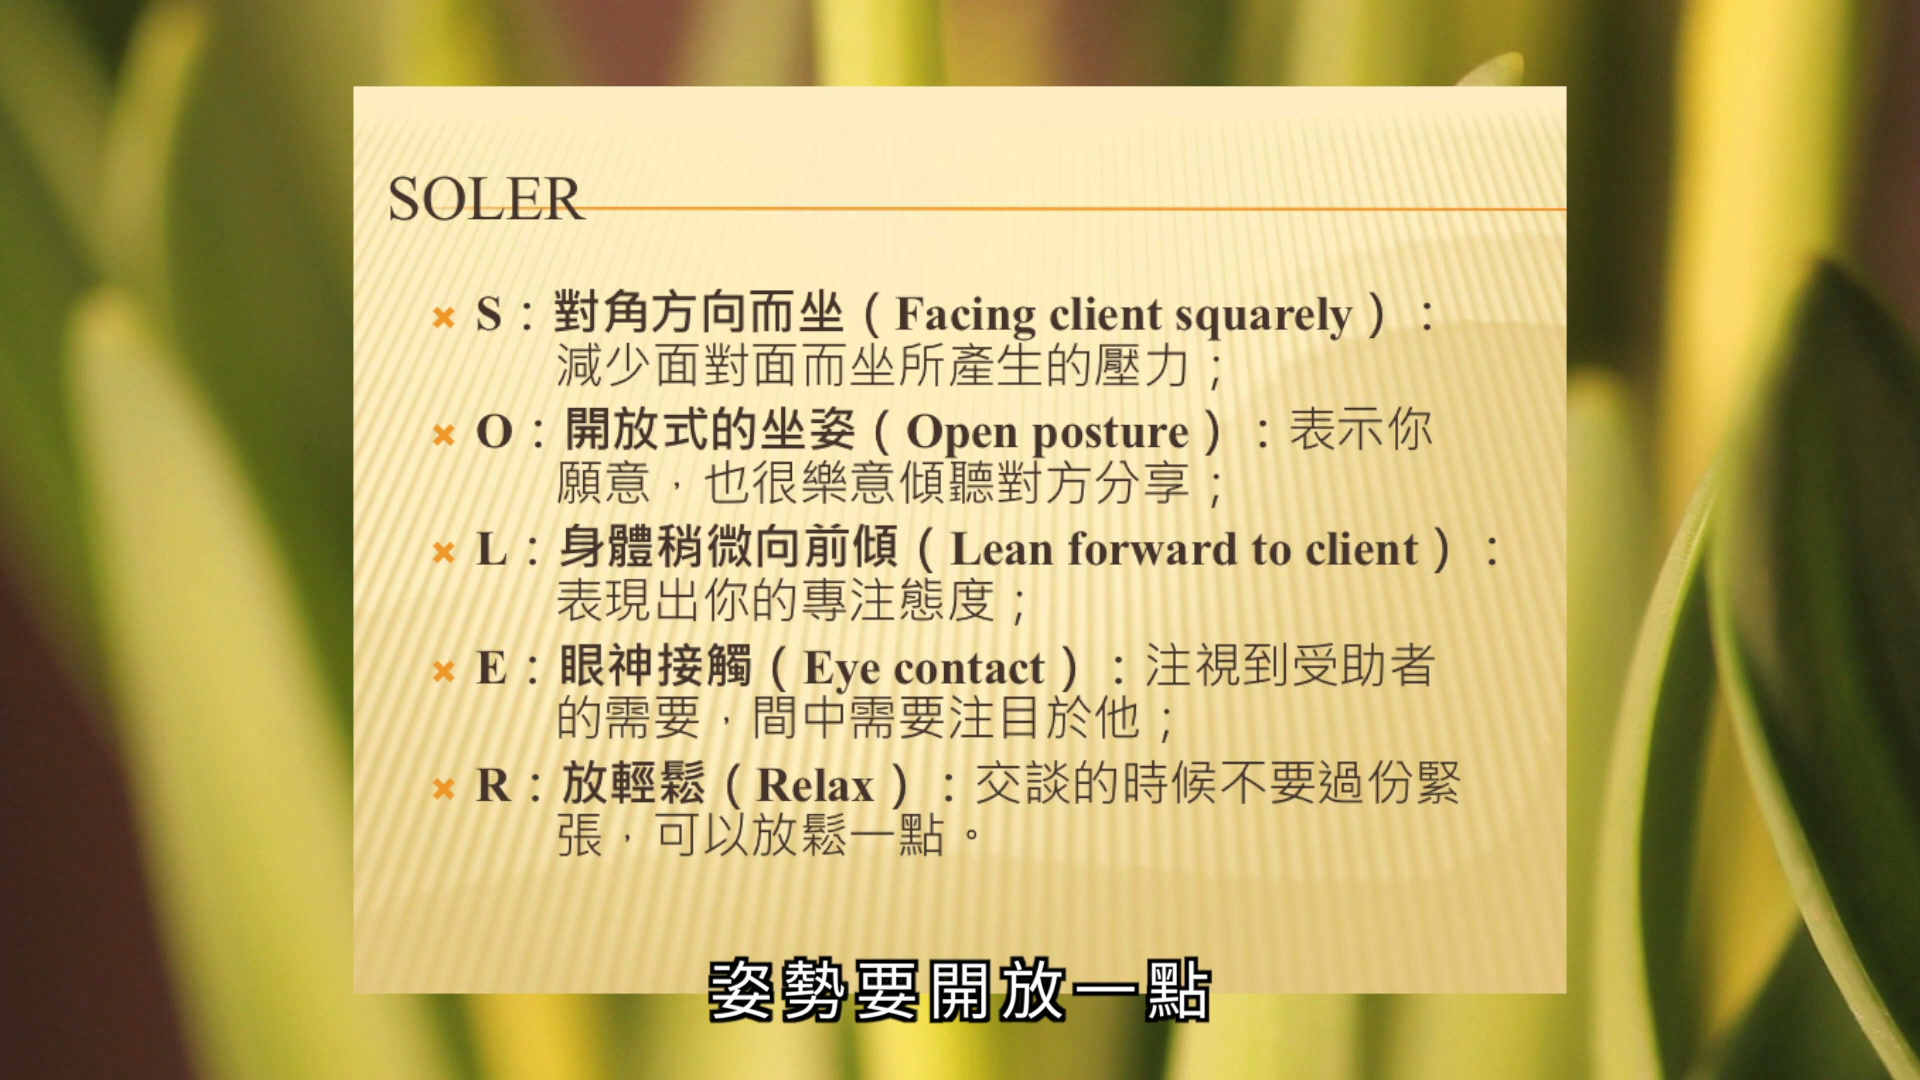 SOLER
S：對角方向而坐（Facing client squarely）：
減少面對面而坐所產生的壓力；
O：開放式的坐姿（Open posture）：表示你
願意，也很樂意傾聽對方分享；
L：身體稍微向前傾（Lean forward to client）：
表現出你的專注態度；
E：眼神接觸（Eye contact）：注視到受助者
的需要，間中需要注目於他；
R：放輕鬆（Relax）：交談的時候不要過份緊
張，可以放鬆一點。
姿勢要開放一點